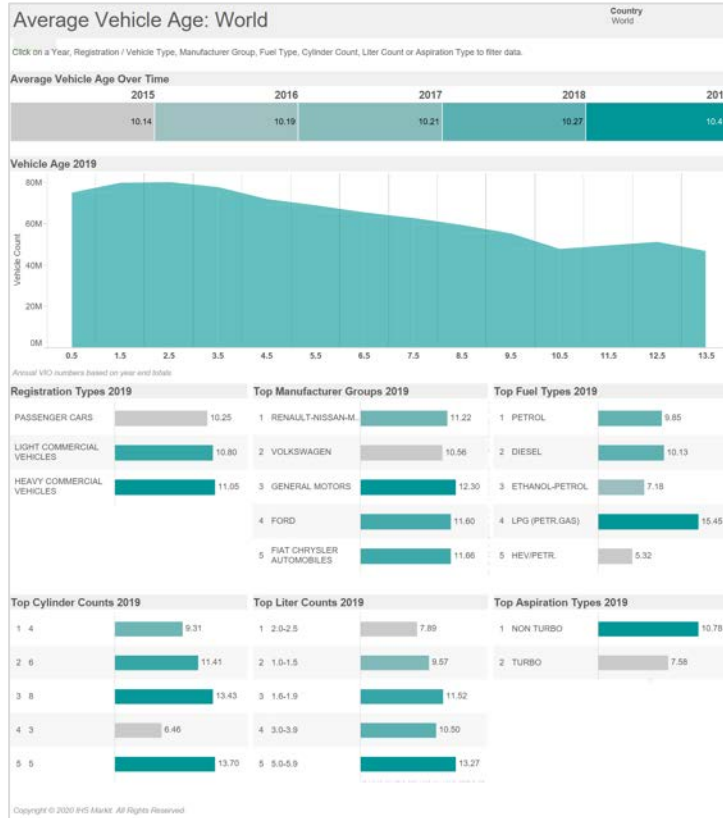 Average Vehicle Age: World
Country
World
Click on a Year, Registration / Vehicle Type, Manufacturer Group, Fuel Type, Cylinder Count, Liter Count or Aspiration Type to filter data.
Average Vehicle Age Over Time
2015 2016 2017 2018 201
10.14 10.19 10.21 10.27 10.4
Vehicle Age 2019
80M
60M
40M
20M
0M
Vehicle Count
0.5 1.5 2.5 3.5 4.5 5.5 6.5 7.5 8.5 9.5 10.5 11.5 12.5 13.5
Annual VIO numbers based on year end totals
Registration Types 2019
PASSENGER CARS 10.25
LIGHT COMMERCIAL
VEHICLES 10.80
HEAVY COMMERCIAL
VEHICLES 11.05
Top Manufacturer Groups 2019
1 RENAULT-NISSAN-M.. 11.22
2 VOLKSWAGEN 10.56
3 GENERAL MOTORS 12.30
4 FORD 11.60
5 FIAT CHRYSLER
AUTOMOBILES 11.66
Top Fuel Types 2019
1 PETROL 9.85
2 DIESEL 10.13
3 ETHANOL-PETROL 7.18
4 LPG (PETR.GAS) 15.45
5 HEV/PETR. 5.32
Top Cylinder Counts 2019
1 4 9.31
2 6 11.41
3 8 13.43
4 3 6.46
5 5 13.70
Top Liter Counts 2019
1 2.0-2.5 7.89
2 1.0-1.5 9.57
3 1.6-1.9 11.52
4 3.0-3.9 10.50
5 5.0-5.9 13.27
Top Aspiration Types 2019
1 NON TURBO 10.78
2 TURBO 7.58
Copyright © 2020 IHS Markit. All Rights Reserved.